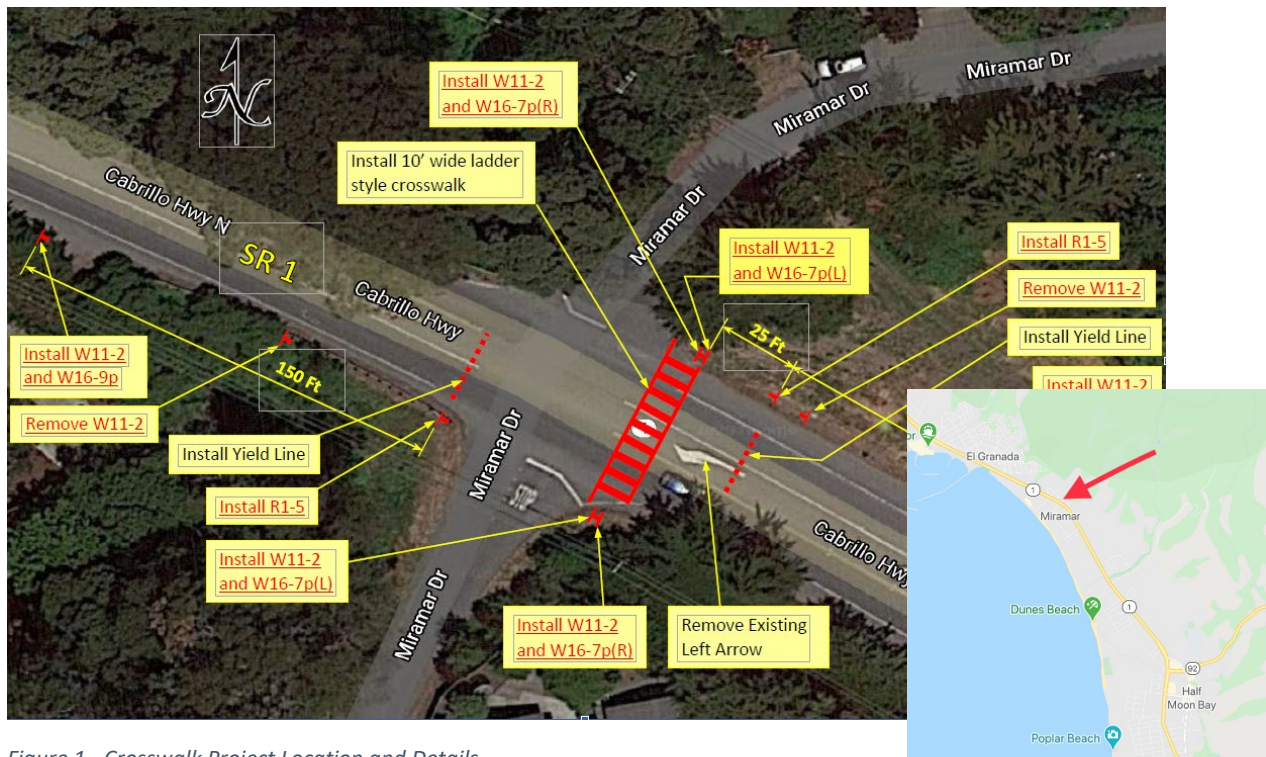 N
Install W11-2
and W16-7p(R)
Install 10' wide ladder
style crosswalk
Install W11-2
and W16-7p(L)
Install R1-5
Remove W11-2
Install Yield Line
Install W11-2
Miramar Dr
Miramar Dr
Miramar Dr
Cabrillo Hwy N
SR 1
Cabrillo Hwy
25 Ft
150 Ft
Install W11-2
and W16-9p
Remove W11-2
Install Yield Line
Install R1-5
Install W11-2
and W16-7p(L)
Miramar Dr
STOP
Miramar Dr
Install W11-2
and W16-7p(R)
Remove Existing
Left Arrow
Cabrillo Hwy
or
El Granada
1
Miramar
Dunes Beach
1
92
Half
Moon Bay
Poplar Beach
Figure 1 - Crosswalk Project Location and Details